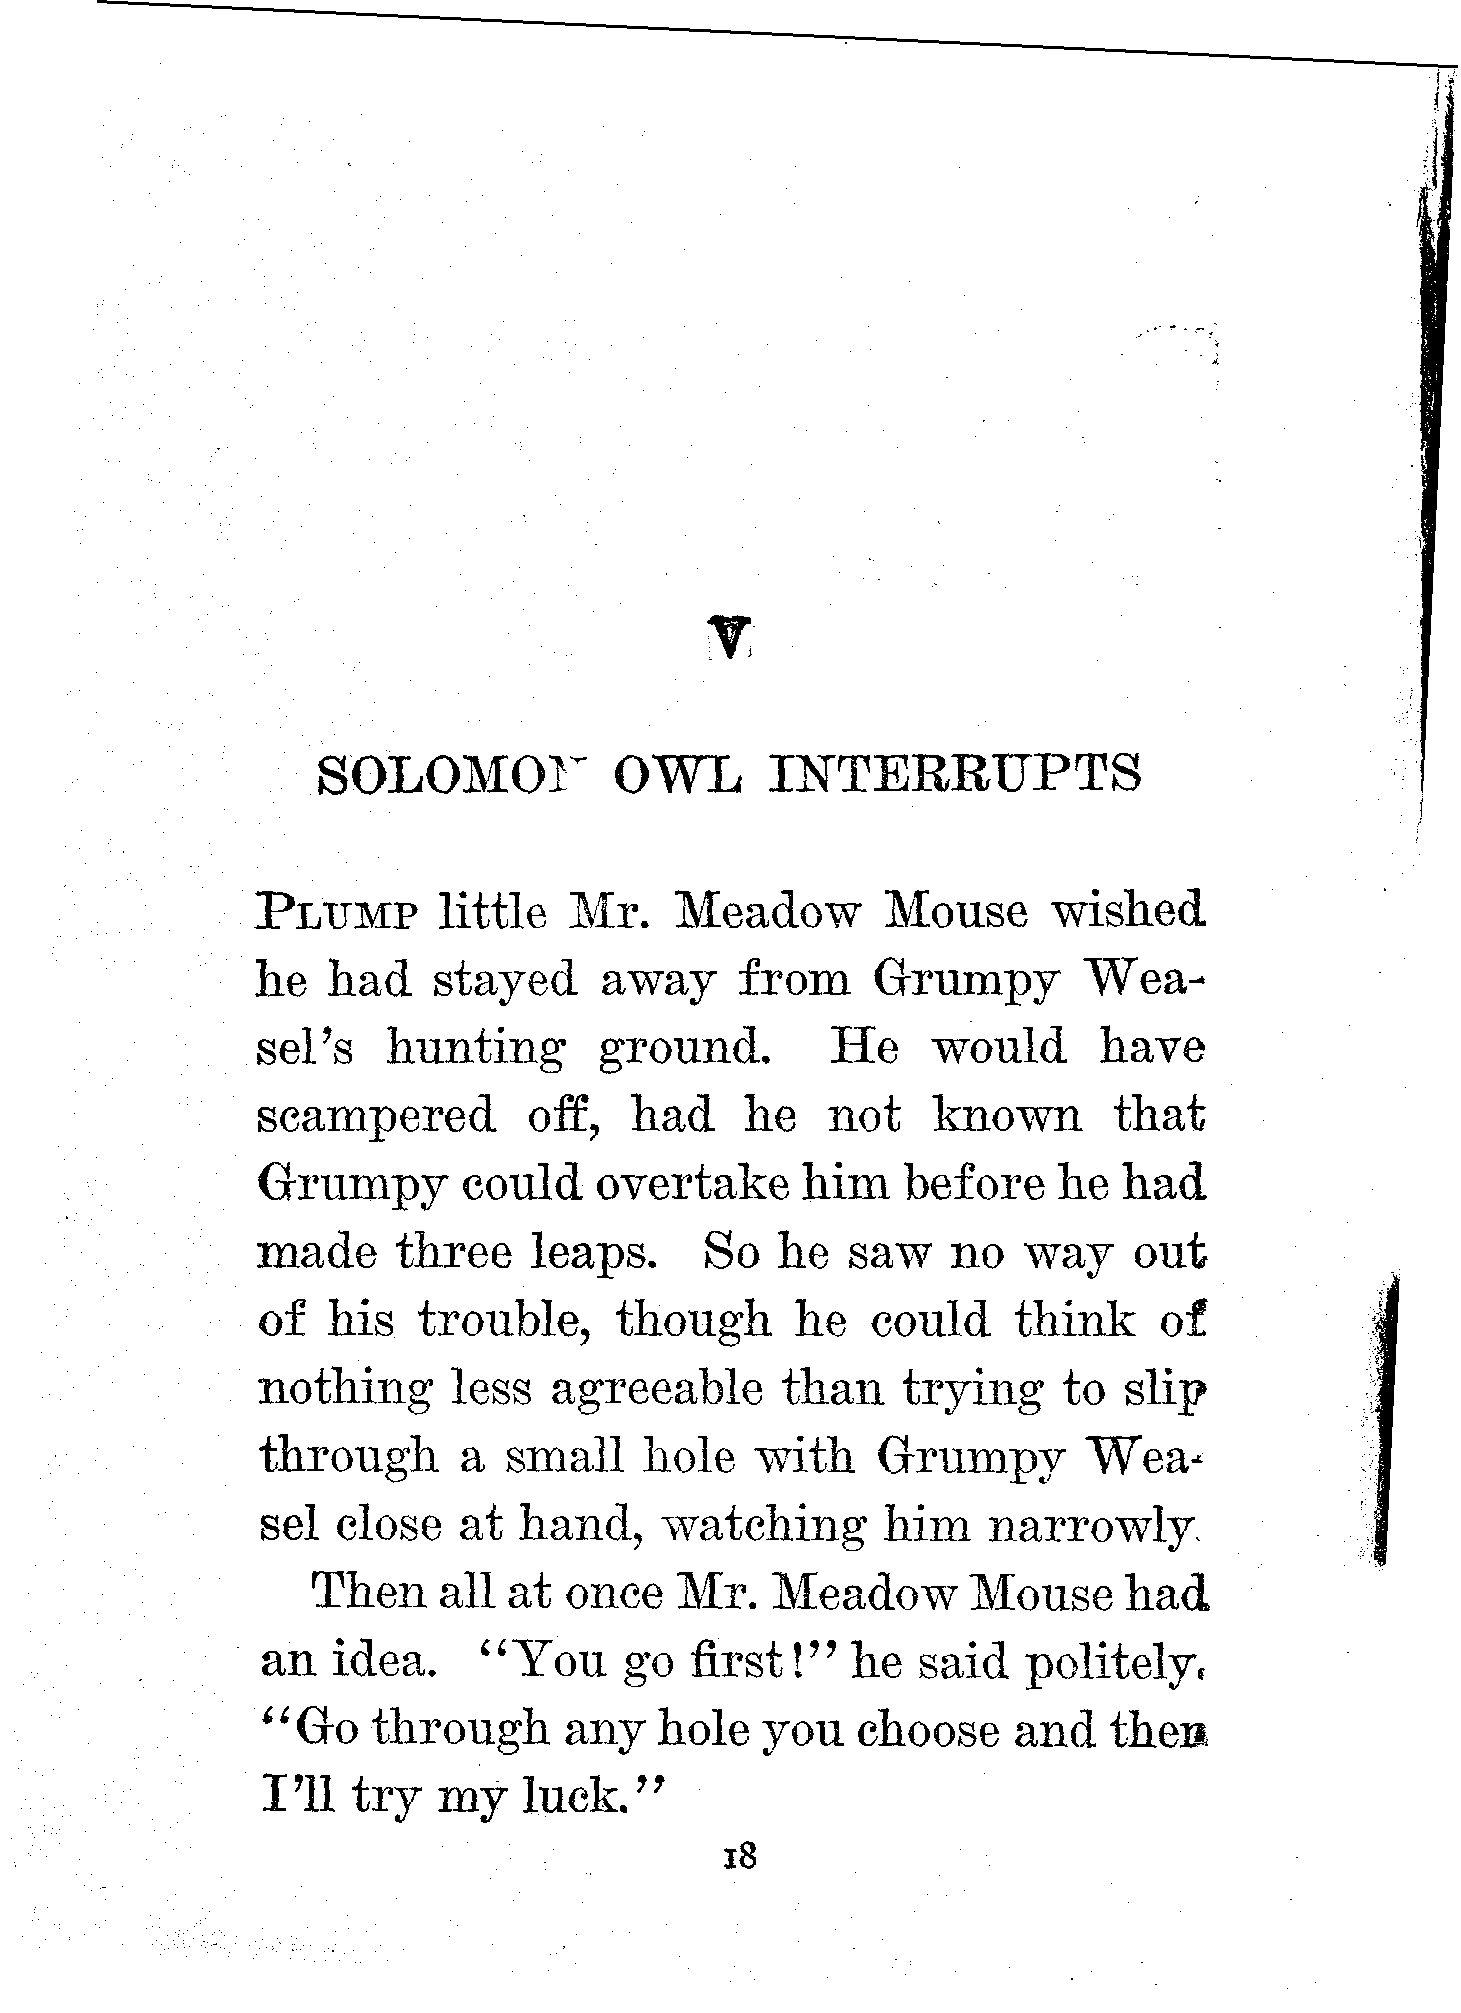 V
SOLOMON OWL INTERRUPTS
PLUMP little Mr. Meadow Mouse wished
he had stayed away from Grumpy Wea-
sel's hunting ground. He would have
scampered off, had he not known that
Grumpy could overtake him before he had
made three leaps. So he saw no way out
of his trouble, though he could think of
nothing less agreeable than trying to slip
through a small hole with Grumpy Wea-
sel close at hand, watching him narrowly.
Then all at once Mr. Meadow Mouse had
an idea. "You go first!" he said politely.
"Go through any hole you choose and then
I'll try my luck."
18